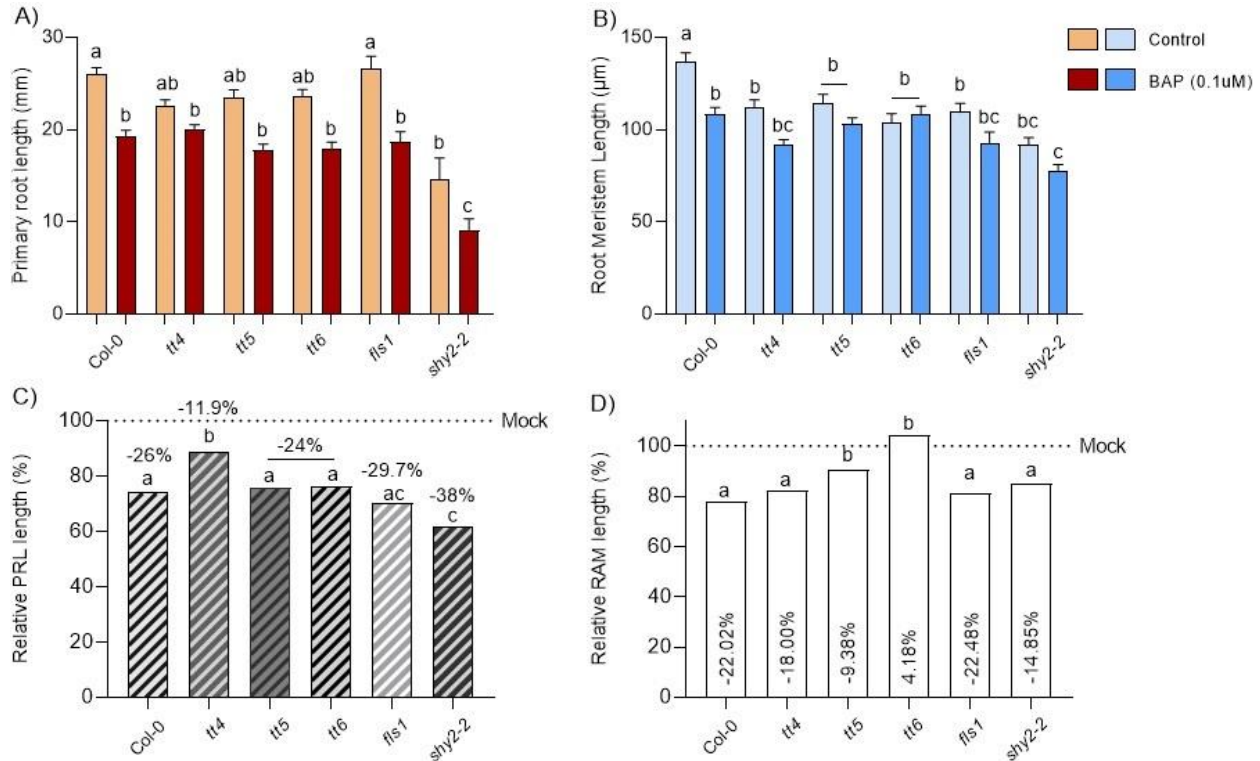 A)
Primary root length (mm)
30
20
10
0
a
b
ab
b
ab
b
ab
b
a
b
b
c
Col-0
tt4
tt5
tt6
fls1
shy2-2
B)
Root Meristem Length (µm)
150
100
50
0
a
b
b
bc
b
b
b
bc
bc
c
Col-0
tt4
tt5
tt6
fls1
shy2-2
Control
BAP (0.1uM)
C)
Relative PRL length (%)
100
80
60
40
20
0
Mock
-26%
a
-11.9%
b
-24%
a
a
-29.7%
ac
-38%
c
Col-0
tt4
tt5
tt6
fls1
shy2-2
D)
Relative RAM length (%)
100
80
60
40
20
0
Mock
a
a
b
b
a
a
-22.02%
-18.00%
-9.38%
4.18%
-22.48%
-14.85%
Col-0
tt4
tt5
tt6
fls1
shy2-2